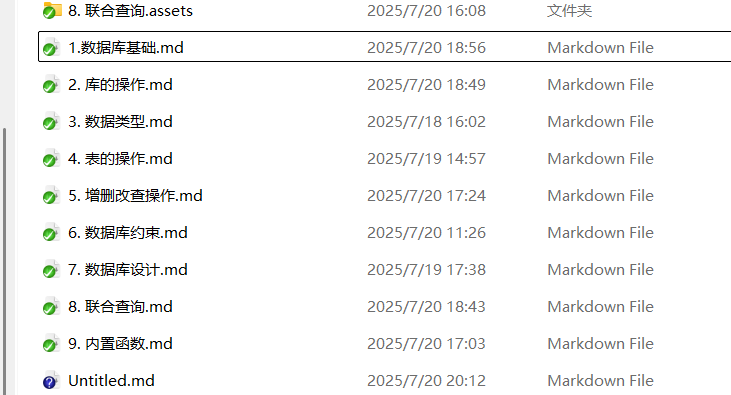 8. 联合查询.assets 2025/7/20 16:08 文件夹
1.数据库基础.md 2025/7/20 18:56 Markdown File
2. 库的操作.md 2025/7/20 18:49 Markdown File
3. 数据类型.md 2025/7/18 16:02 Markdown File
4. 表的操作.md 2025/7/19 14:57 Markdown File
5. 增删改查操作.md 2025/7/20 17:24 Markdown File
6. 数据库约束.md 2025/7/20 11:26 Markdown File
7. 数据库设计.md 2025/7/19 17:38 Markdown File
8. 联合查询.md 2025/7/20 18:43 Markdown File
9. 内置函数.md 2025/7/20 17:03 Markdown File
Untitled.md 2025/7/20 20:12 Markdown File